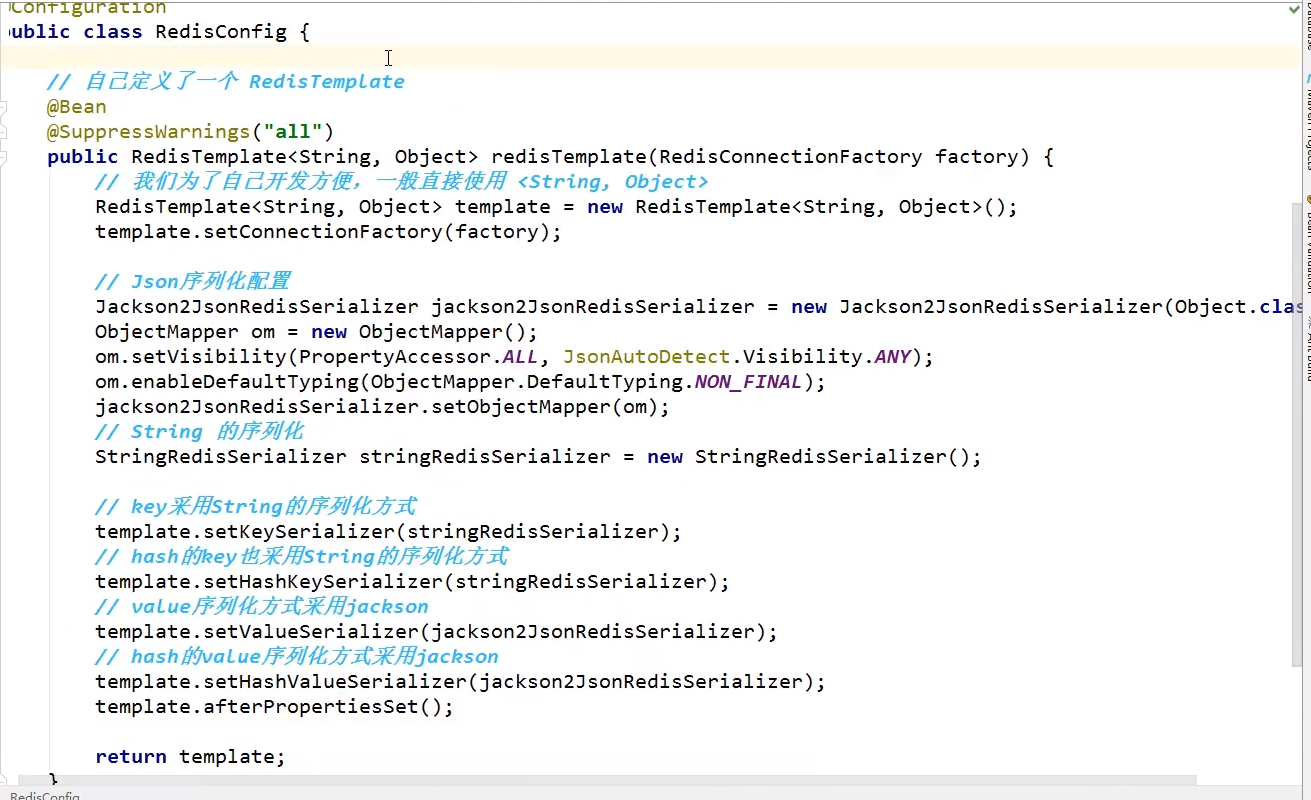 Configuration
public class RedisConfig {
// 自己定义了一个 RedisTemplate
@Bean
@SuppressWarnings("all")
public RedisTemplate<String, Object> redisTemplate(RedisConnectionFactory factory) {
// 我们为了自己开发方便，一般直接使用 <String, Object>
RedisTemplate<String, Object> template = new RedisTemplate<String, Object>();
template.setConnectionFactory(factory);
// Json序列化配置
Jackson2JsonRedisSerializer jackson2JsonRedisSerializer = new Jackson2JsonRedisSerializer(Object.clas
ObjectMapper om = new ObjectMapper();
om.setVisibility(PropertyAccessor.ALL, JsonAutoDetect.Visibility.ANY);
om.enableDefaultTyping(ObjectMapper.DefaultTyping.NON_FINAL);
jackson2JsonRedisSerializer.setObjectMapper(om);
// String 的序列化
StringRedisSerializer stringRedisSerializer = new StringRedisSerializer();
// key采用String的序列化方式
template.setKeySerializer(stringRedisSerializer);
// hash的key也采用String的序列化方式
template.setHashKeySerializer(stringRedisSerializer);
// value序列化方式采用jackson
template.setValueSerializer(jackson2JsonRedisSerializer);
// hash的value序列化方式采用jackson
template.setHashValueSerializer(jackson2JsonRedisSerializer);
template.afterPropertiesSet();
return template;
}
RedisConfig